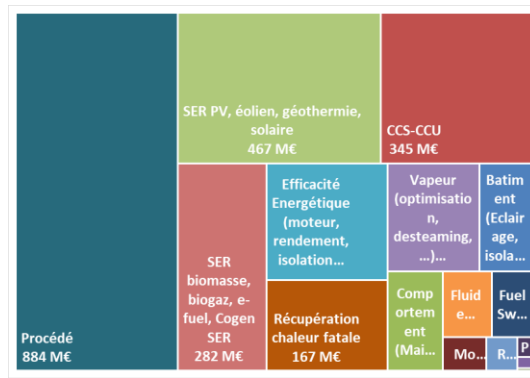 SER PV, éolien, géothermie,
solaire
467 M€
CCS-CCU
345 M€
Procédé
884 M€
SER
biomasse,
biogaz, e-
fuel, Cogen
SER
282 M€
Efficacité
Energétique
(moteur,
rendement,
isolation…
Récupération
chaleur fatale
167 M€
Vapeur
(optimisatio
n,
desteaming,
…)…
Batim
ent
(Eclair
age,
isola…
Comp
ortem
ent
(Mai…
Fluid
e…
Fuel
Sw…
Mo…
R…
P